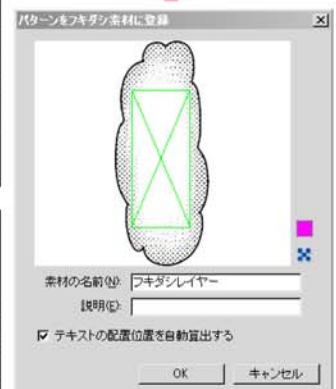 パターンをフキダシ素材に登録
素材の名前(N): フキダシレイヤー
説明(E):
テキストの配置位置を自動算出する
OK キャンセル